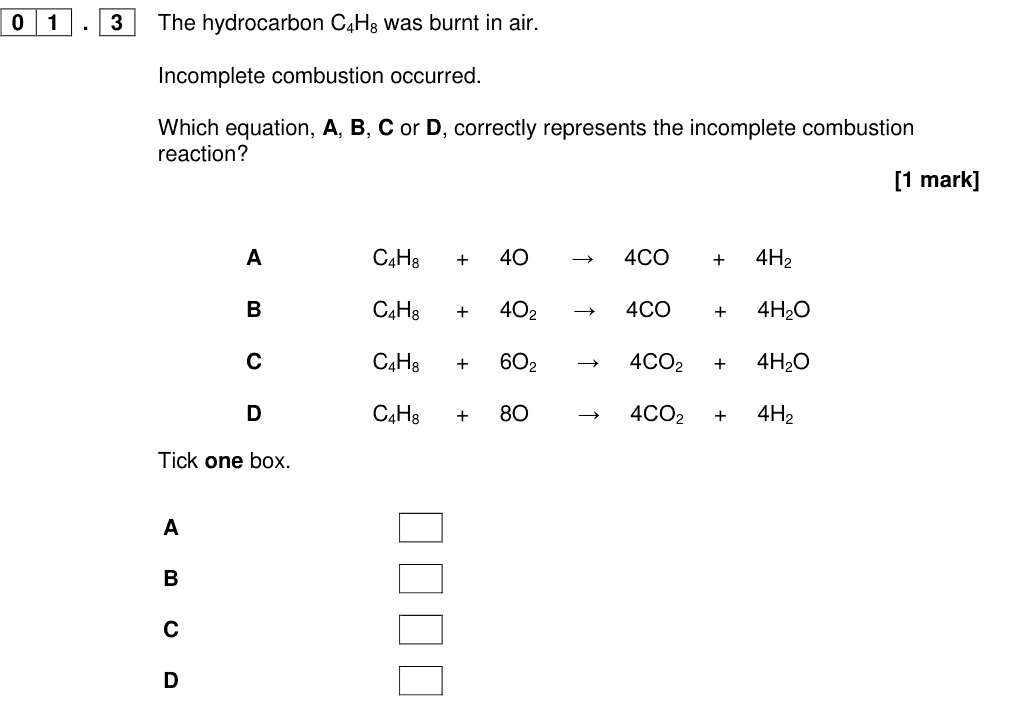 0 1 . 3 The hydrocarbon C₄H₈ was burnt in air.
Incomplete combustion occurred.
Which equation, A, B, C or D, correctly represents the incomplete combustion
reaction?
[1 mark]
A C₄H₈ + 4O → 4CO + 4H₂
B C₄H₈ + 4O₂ → 4CO + 4H₂O
C C₄H₈ + 6O₂ → 4CO₂ + 4H₂O
D C₄H₈ + 8O → 4CO₂ + 4H₂
Tick one box.
A
B
C
D